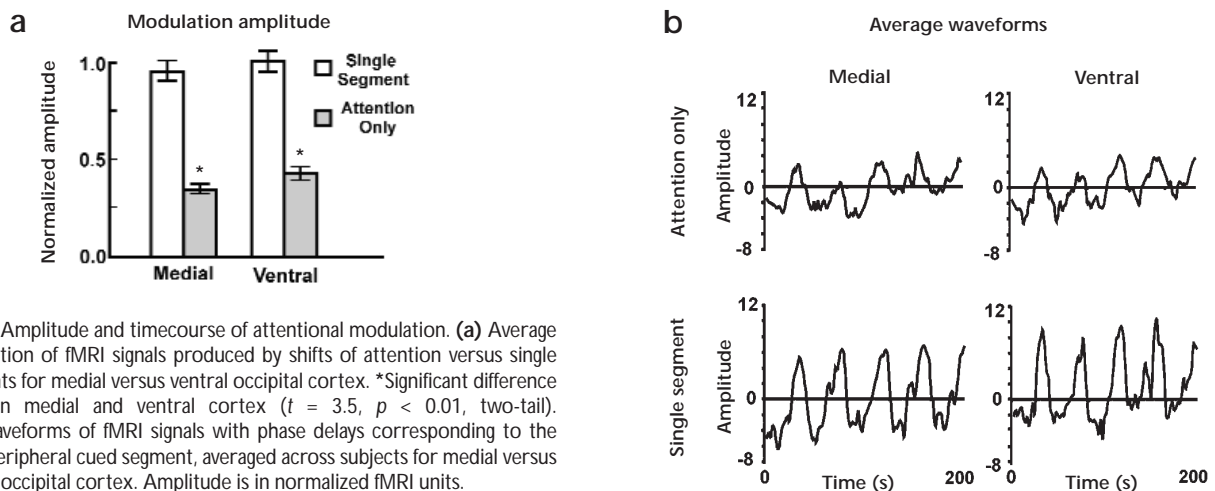 a
Modulation amplitude
Normalized amplitude
1.0
0.5
0.0
Single
Segment
Attention
Only
*
*
Medial
Ventral
Amplitude and timecourse of attentional modulation. (a) Average
tion of fMRI signals produced by shifts of attention versus single
ts for medial versus ventral occipital cortex. *Significant difference
n medial and ventral cortex (t = 3.5, p < 0.01, two-tail).
aveforms of fMRI signals with phase delays corresponding to the
eripheral cued segment, averaged across subjects for medial versus
occipital cortex. Amplitude is in normalized fMRI units.
b
Average waveforms
Medial
Ventral
Attention only
Amplitude
12
0
-8
12
0
-8
Single segment
Amplitude
12
0
-8
12
0
-8
0
200
0
200
Time (s)
Time (s)